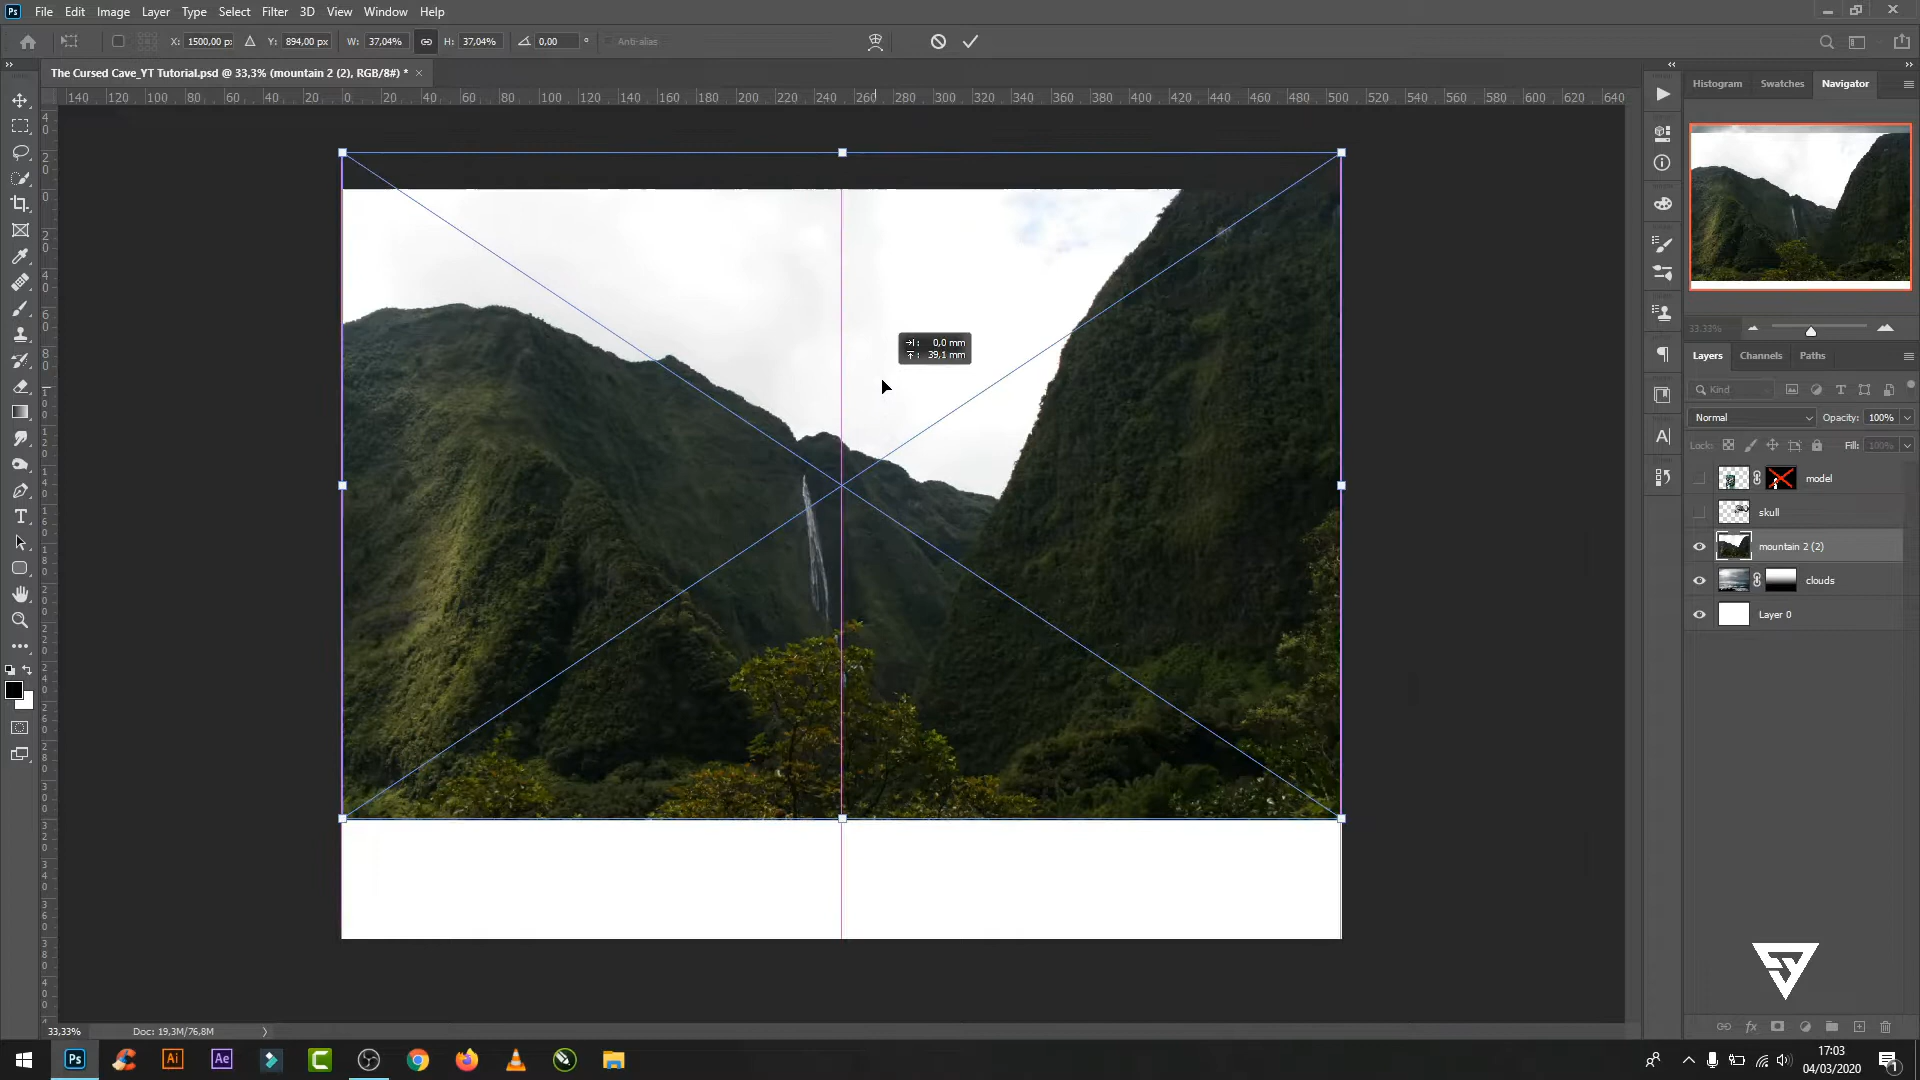 Ps File Edit Image Layer Type Select Filter 3D View Window Help
X: 1500,00 px Y: 894,00 px W: 37,04% H: 37,04% 0,00 ° Anti-alias
The Cursed Cave_YT Tutorial.psd @ 33,3% (mountain 2 (2), RGB/8#) * ×
140 120 100 80 60 40 20 0 20 40 60 80 100 120 140 160 180 200 220 240 260 280 300 320 340 360 380 400 420 440 460 480 500 520 540 560 580 600 620 640
Histogram Swatches Navigator
33.33%
0,0 mm
39,1 mm
Layers Channels Paths
Kind
Normal Opacity: 100%
Lock: Fill: 100%
model
skull
mountain 2 (2)
clouds
Layer 0
33,33% Doc: 19,3M/76,8M
Ps Ai Ae
17:03
04/03/2020
1